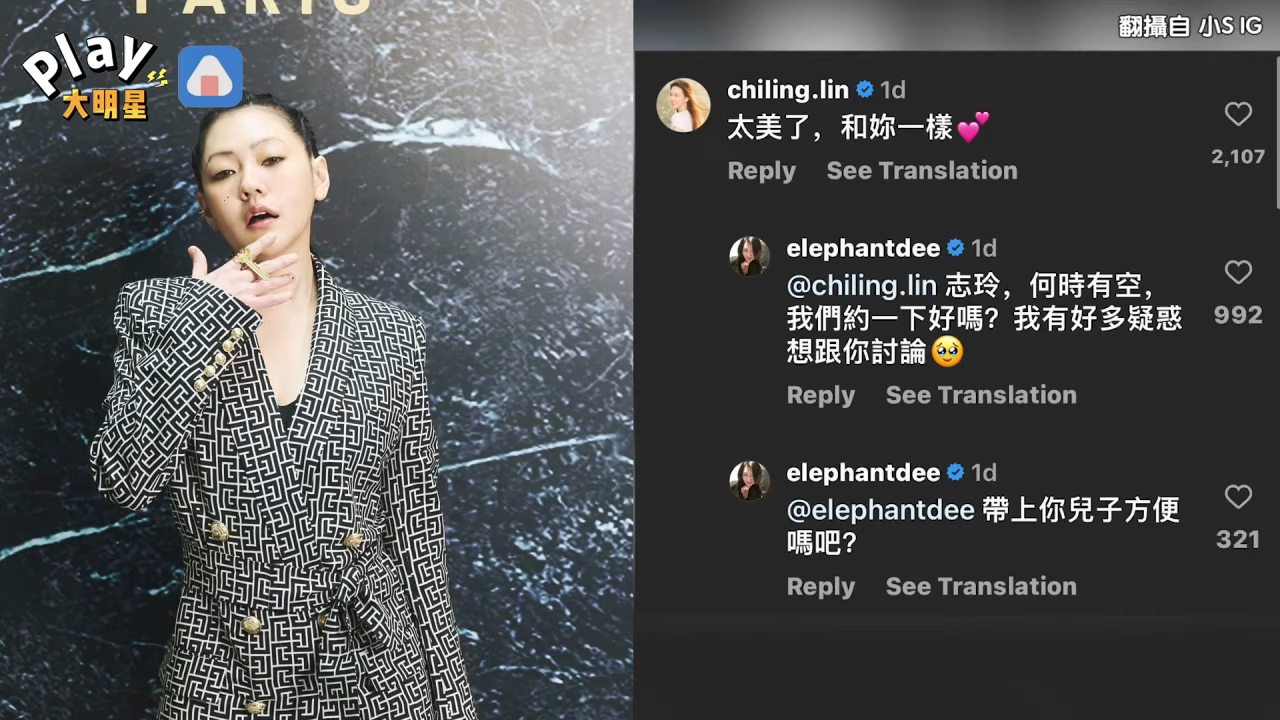 PARIS
Play
大明星
翻攝自 小S IG
chiling.lin 1d
太美了，和妳一樣💕
2,107
Reply See Translation
elephantdee 1d
@chiling.lin 志玲，何時有空，
我們約一下好嗎？我有好多疑惑
想跟你討論🥹
992
Reply See Translation
elephantdee 1d
@elephantdee 帶上你兒子方便
嗎吧？
321
Reply See Translation